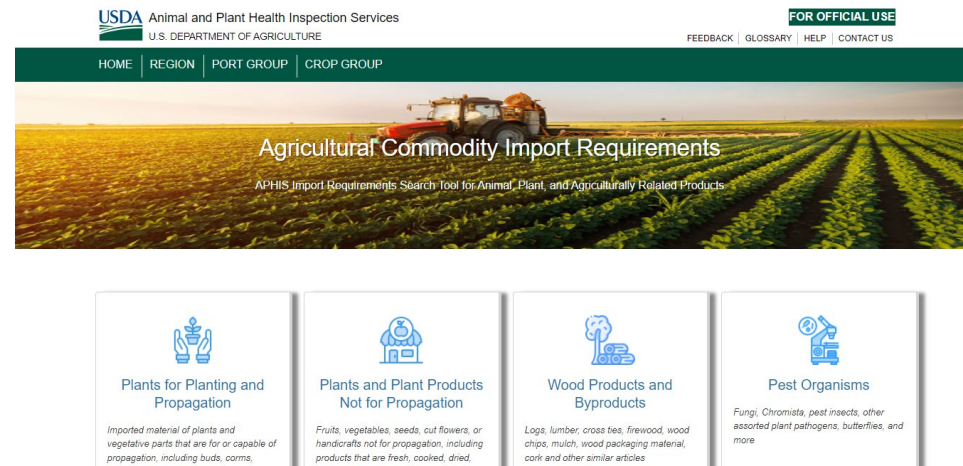 USDA Animal and Plant Health Inspection Services
U.S. DEPARTMENT OF AGRICULTURE
FOR OFFICIAL USE
FEEDBACK GLOSSARY HELP CONTACT US
HOME REGION PORT GROUP CROP GROUP
Agricultural Commodity Import Requirements
APHIS Import Requirements Search Tool for Animal, Plant, and Agriculturally Related Products
Plants for Planting and
Propagation
Imported material of plants and
vegetative parts that are for or capable of
propagation, including buds, corms,
Plants and Plant Products
Not for Propagation
Fruits, vegetables, seeds, cut flowers, or
handicrafts not for propagation, including
products that are fresh, cooked, dried,
Wood Products and
Byproducts
Logs, lumber, cross ties, firewood, wood
chips, mulch, wood packaging material,
cork and other similar articles
Pest Organisms
Fungi, Chromista, pest insects, other
assorted plant pathogens, butterflies, and
more